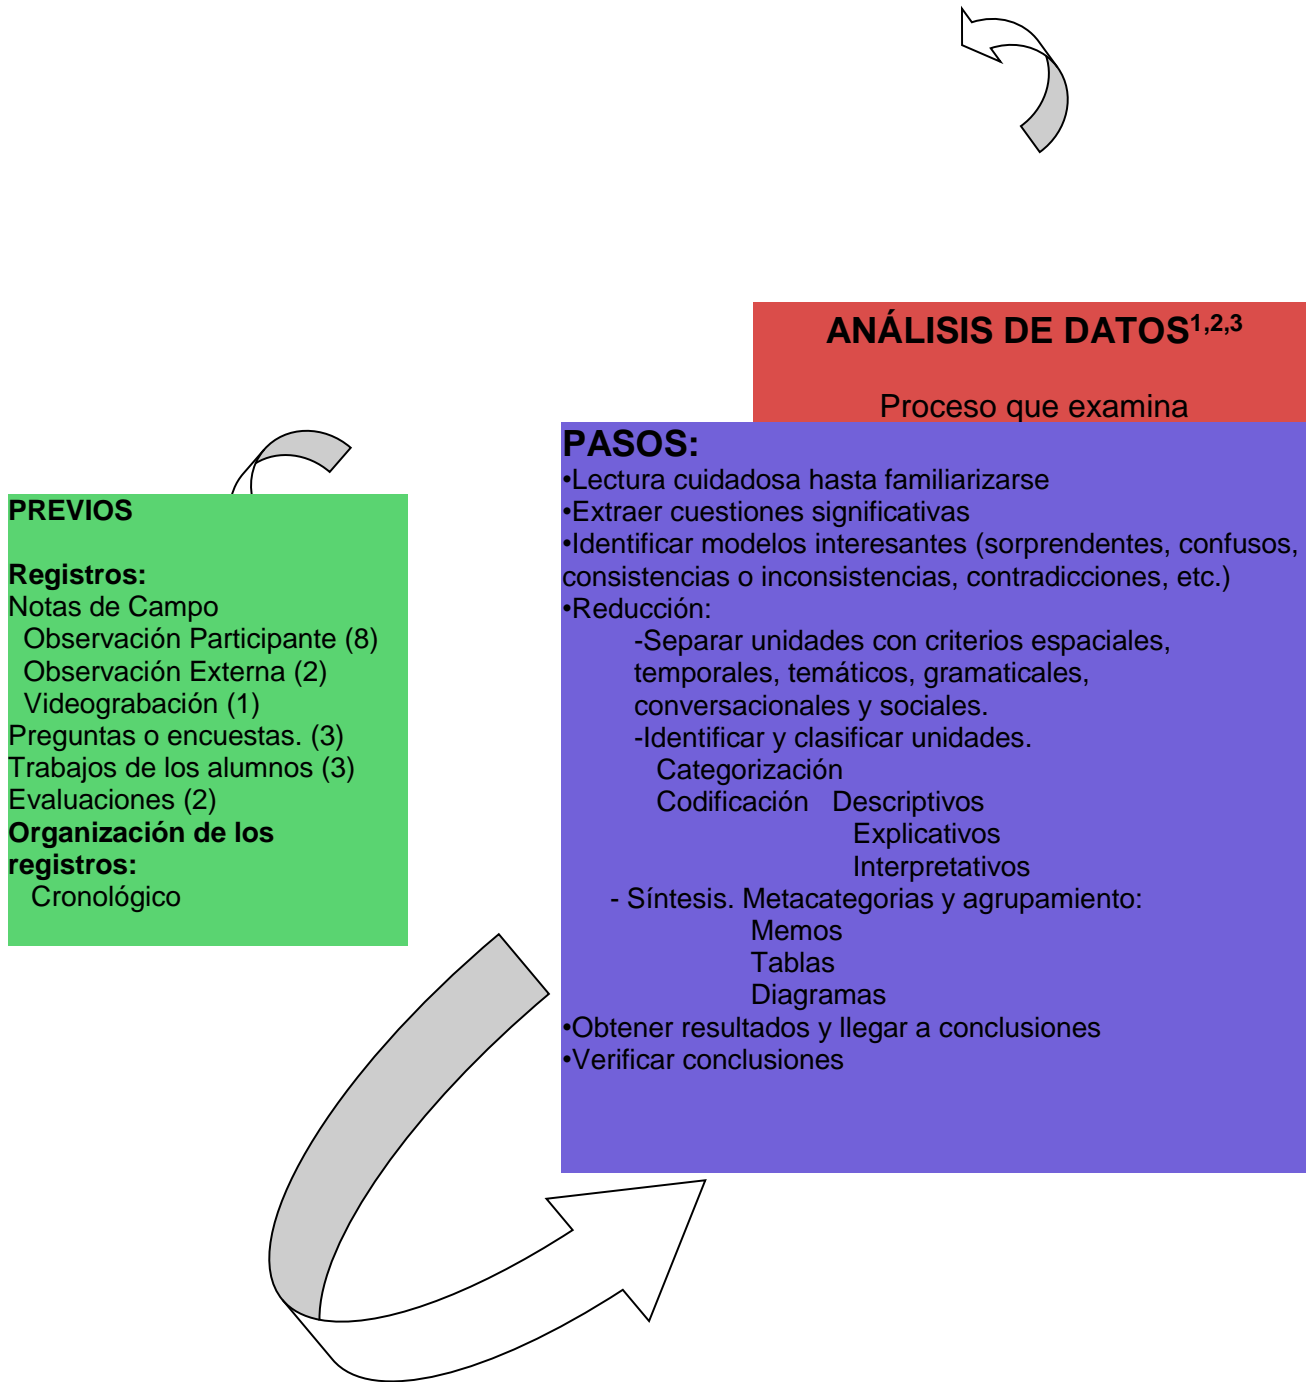 ANÁLISIS DE DATOS1,2,3
Proceso que examina
PREVIOS
Registros:
Notas de Campo
Observación Participante (8)
Observación Externa (2)
Videograbación (1)
Preguntas o encuestas. (3)
Trabajos de los alumnos (3)
Evaluaciones (2)
Organización de los
registros:
Cronológico
PASOS:
•Lectura cuidadosa hasta familiarizarse
•Extraer cuestiones significativas
•Identificar modelos interesantes (sorprendentes, confusos,
consistencias o inconsistencias, contradicciones, etc.)
•Reducción:
-Separar unidades con criterios espaciales,
temporales, temáticos, gramaticales,
conversacionales y sociales.
-Identificar y clasificar unidades.
Categorización
Codificación Descriptivos
Explicativos
Interpretativos
- Síntesis. Metacategorias y agrupamiento:
Memos
Tablas
Diagramas
•Obtener resultados y llegar a conclusiones
•Verificar conclusiones